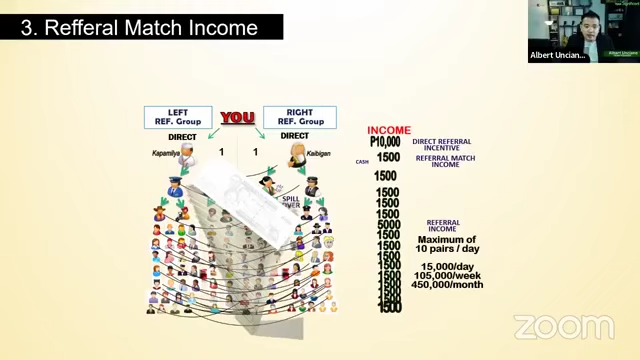 3. Refferal Match Income
Albert Uncian...
LEFT
REF. Group
YOU
RIGHT
REF. Group
DIRECT
DIRECT
Kapamilya
1
1
Kaibigan
SPILL
INCOME
₱10,000
DIRECT REFERRAL
INCENTIVE
CASH
1500
REFERRAL MATCH
INCOME
1500
1500
1500
1500
5000
REFERRAL
INCOME
1500
Maximum of
10 pairs / day
1500
1500
1500
15,000/day
1500
105,000/week
1500
450,000/month
1500
1500
1500
zoom